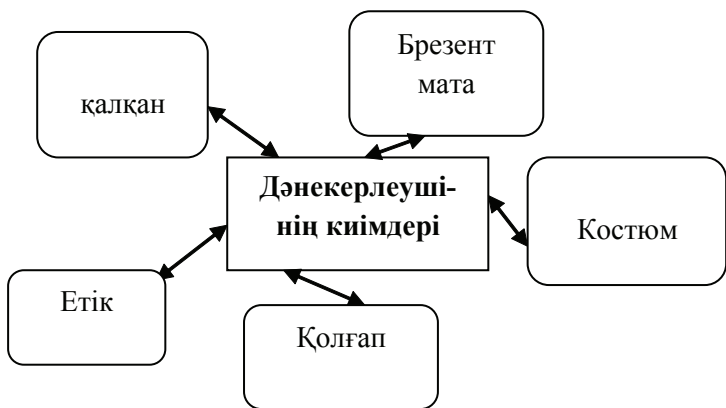 Брезент
мата
қалқан
Дәнекерлеуші-
нің киімдері
Костюм
Етік
Қолғап